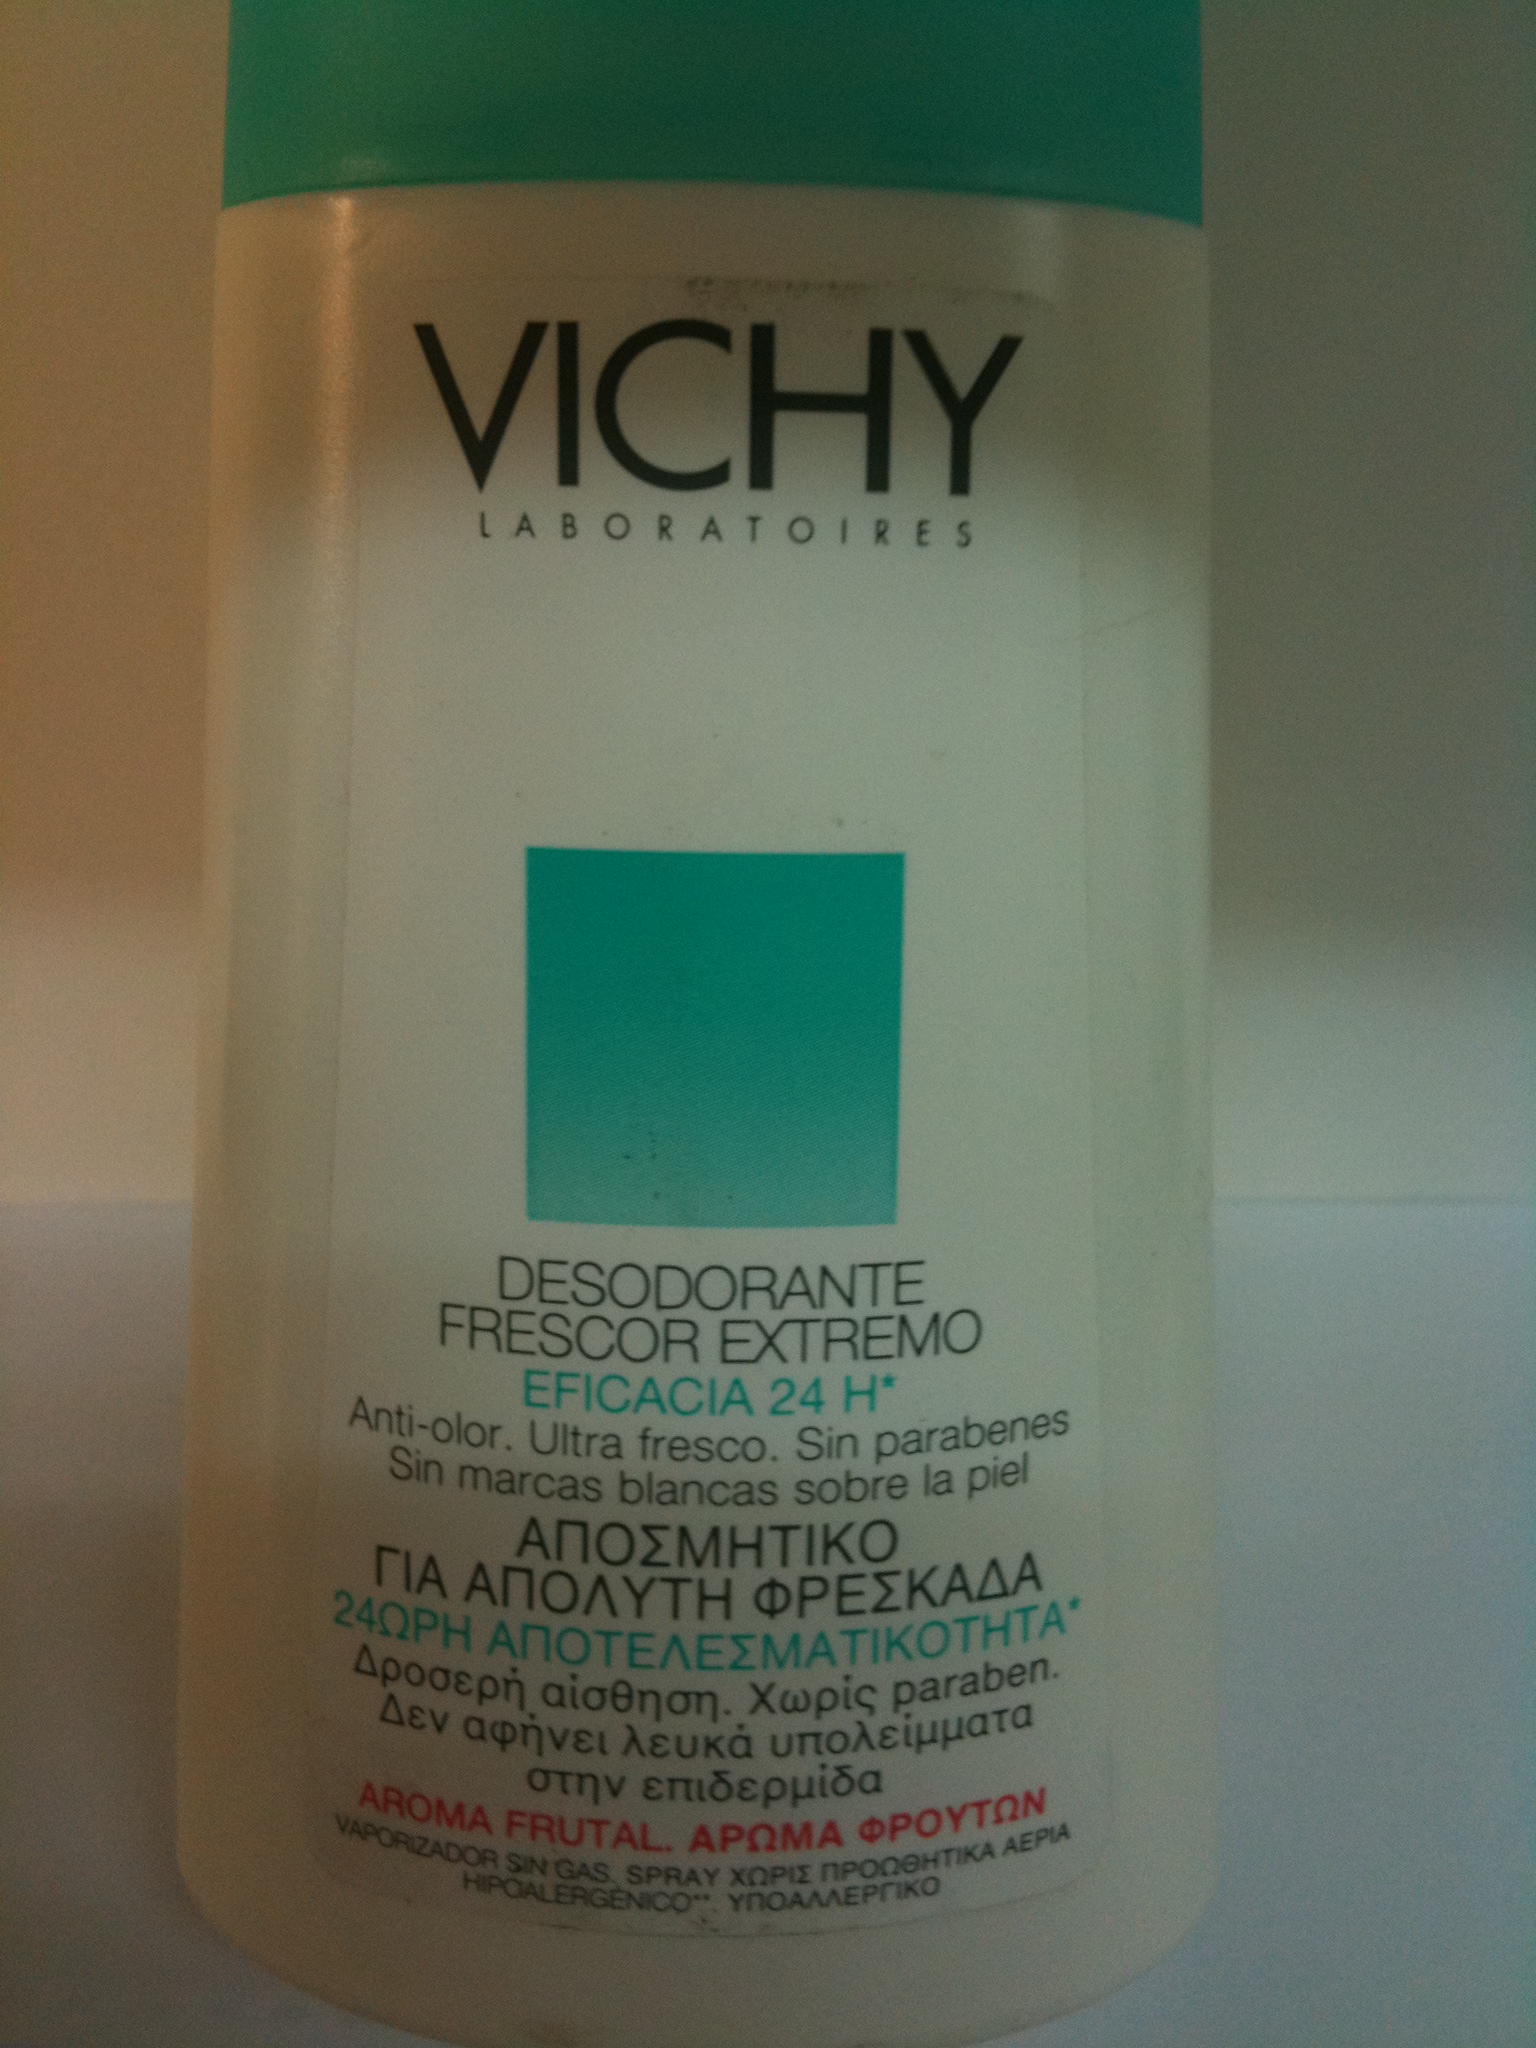 VICHY
LABORATOIRES
DESODORANTE
FRESCOR EXTREMO
EFICACIA 24 H*
Anti-olor. Ultra fresco. Sin parabenes
Sin marcas blancas sobre la piel
ΑΠΟΣΜΗΤΙΚΟ
ΓΙΑ ΑΠΟΛΥΤΗ ΦΡΕΣΚΑΔΑ
24ΩΡΗ ΑΠΟΤΕΛΕΣΜΑΤΙΚΟΤΗΤΑ*
Δροσερή αίσθηση. Χωρίς paraben.
Δεν αφήνει λευκά υπολείμματα
στην επιδερμίδα
AROMA FRUTAL. ΑΡΩΜΑ ΦΡΟΥΤΩΝ
VAPORIZADOR SIN GAS. SPRAY ΧΩΡΙΣ ΠΡΟΩΘΗΤΙΚΑ ΑΕΡΙΑ
HIPOALERGÉNICO**. ΥΠΟΑΛΛΕΡΓΙΚΟ